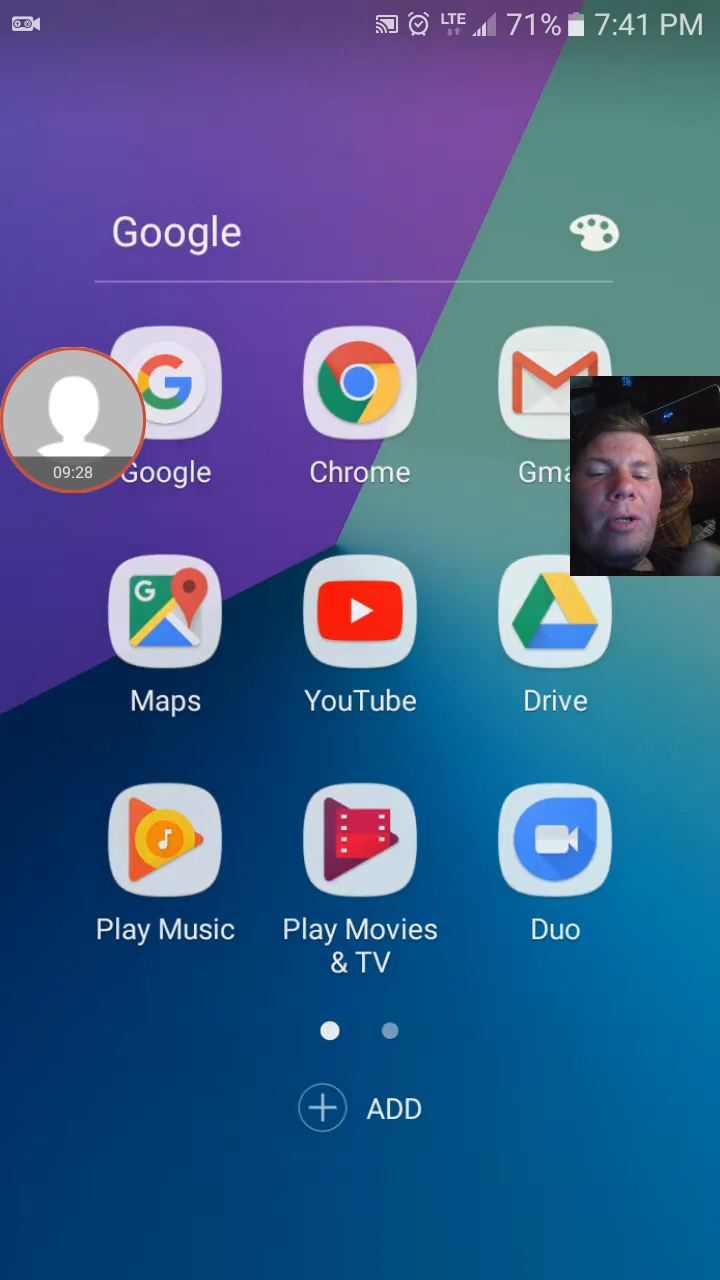 LTE 71% 7:41 PM
Google
Google Chrome Gma
09:28
G
Maps YouTube Drive
Play Music Play Movies Duo
& TV
ADD